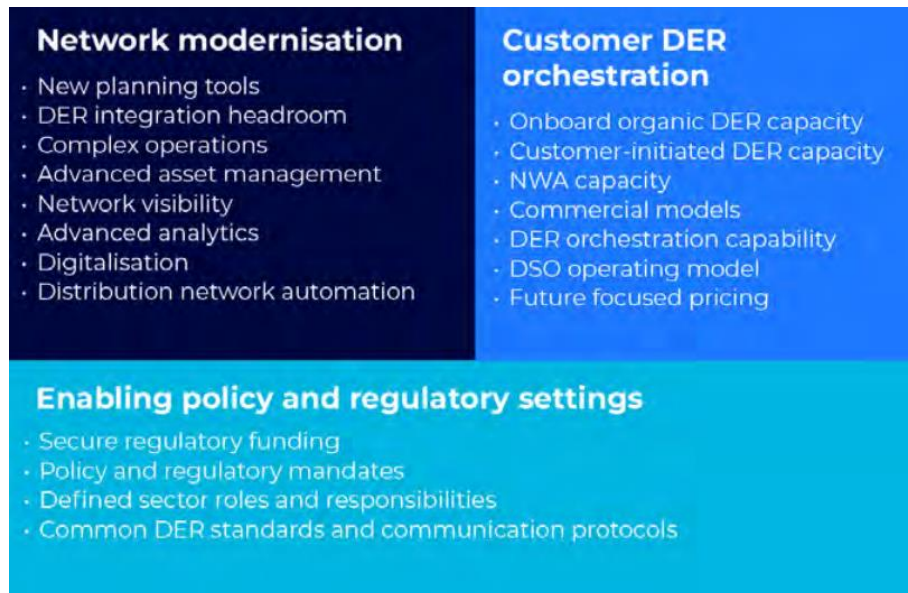 Network modernisation
· New planning tools
· DER integration headroom
· Complex operations
· Advanced asset management
· Network visibility
· Advanced analytics
· Digitalisation
· Distribution network automation
Customer DER
orchestration
· Onboard organic DER capacity
· Customer-initiated DER capacity
· NWA capacity
· Commercial models
· DER orchestration capability
· DSO operating model
· Future focused pricing
Enabling policy and regulatory settings
· Secure regulatory funding
· Policy and regulatory mandates
· Defined sector roles and responsibilities
· Common DER standards and communication protocols